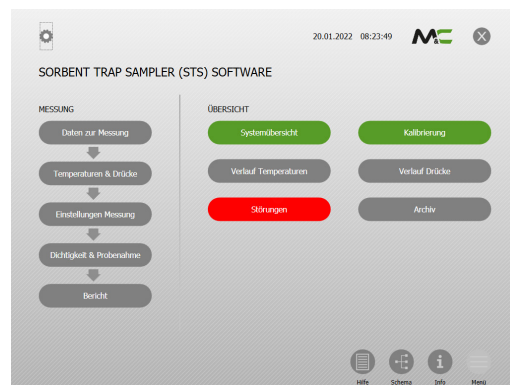 20.01.2022 08:23:49
M&C
SORBENT TRAP SAMPLER (STS) SOFTWARE
MESSUNG
Daten zur Messung
Temperaturen & Drücke
Einstellungen Messung
Dichtigkeit & Probenahme
Bericht
ÜBERSICHT
Systemübersicht
Kalibrierung
Verlauf Temperaturen
Verlauf Drücke
Störungen
Archiv
Hilfe
Schema
Info
Menü